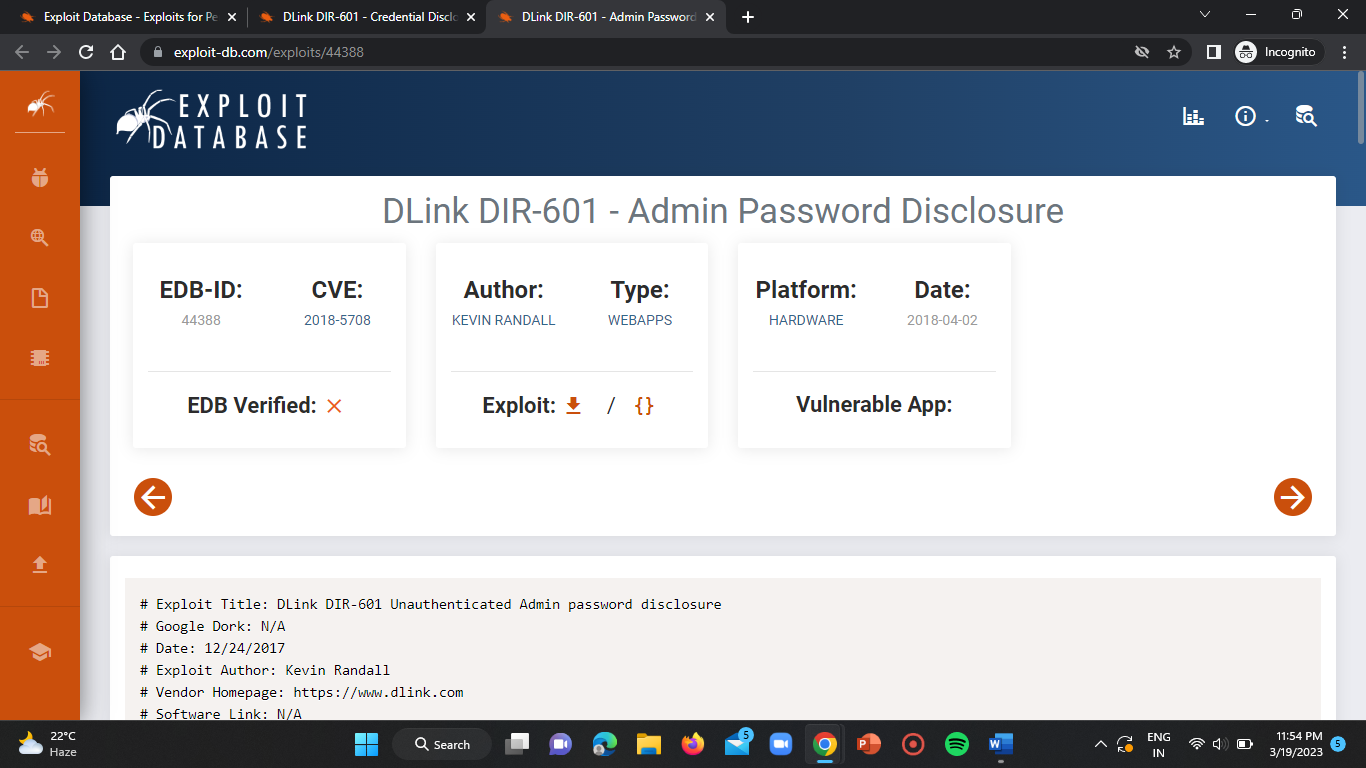 Exploit Database - Exploits for Pe
DLink DIR-601 - Credential Disclo
DLink DIR-601 - Admin Password
exploit-db.com/exploits/44388
Incognito
EXPLOIT
DATABASE
DLink DIR-601 - Admin Password Disclosure
EDB-ID:
44388
CVE:
2018-5708
EDB Verified:
Author:
KEVIN RANDALL
Type:
WEBAPPS
Exploit: / {}
Platform:
HARDWARE
Date:
2018-04-02
Vulnerable App:
# Exploit Title: DLink DIR-601 Unauthenticated Admin password disclosure
# Google Dork: N/A
# Date: 12/24/2017
# Exploit Author: Kevin Randall
# Vendor Homepage: https://www.dlink.com
# Software Link: N/A
22°C
Haze
Search
5
ENG
IN
11:54 PM
3/19/2023
5